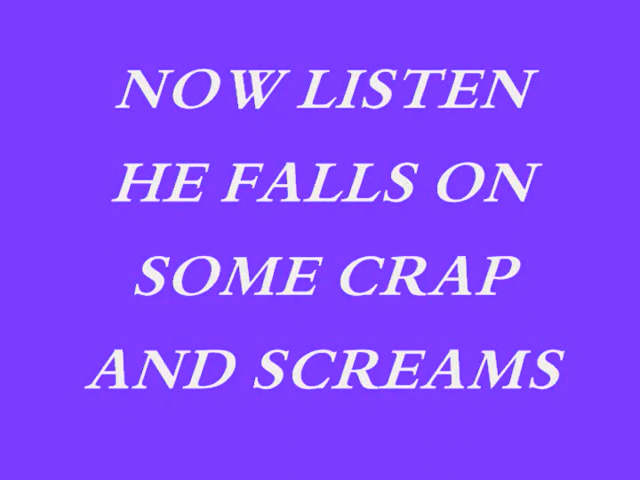 NOW LISTEN
HE FALLS ON
SOME CRAP
AND SCREAMS